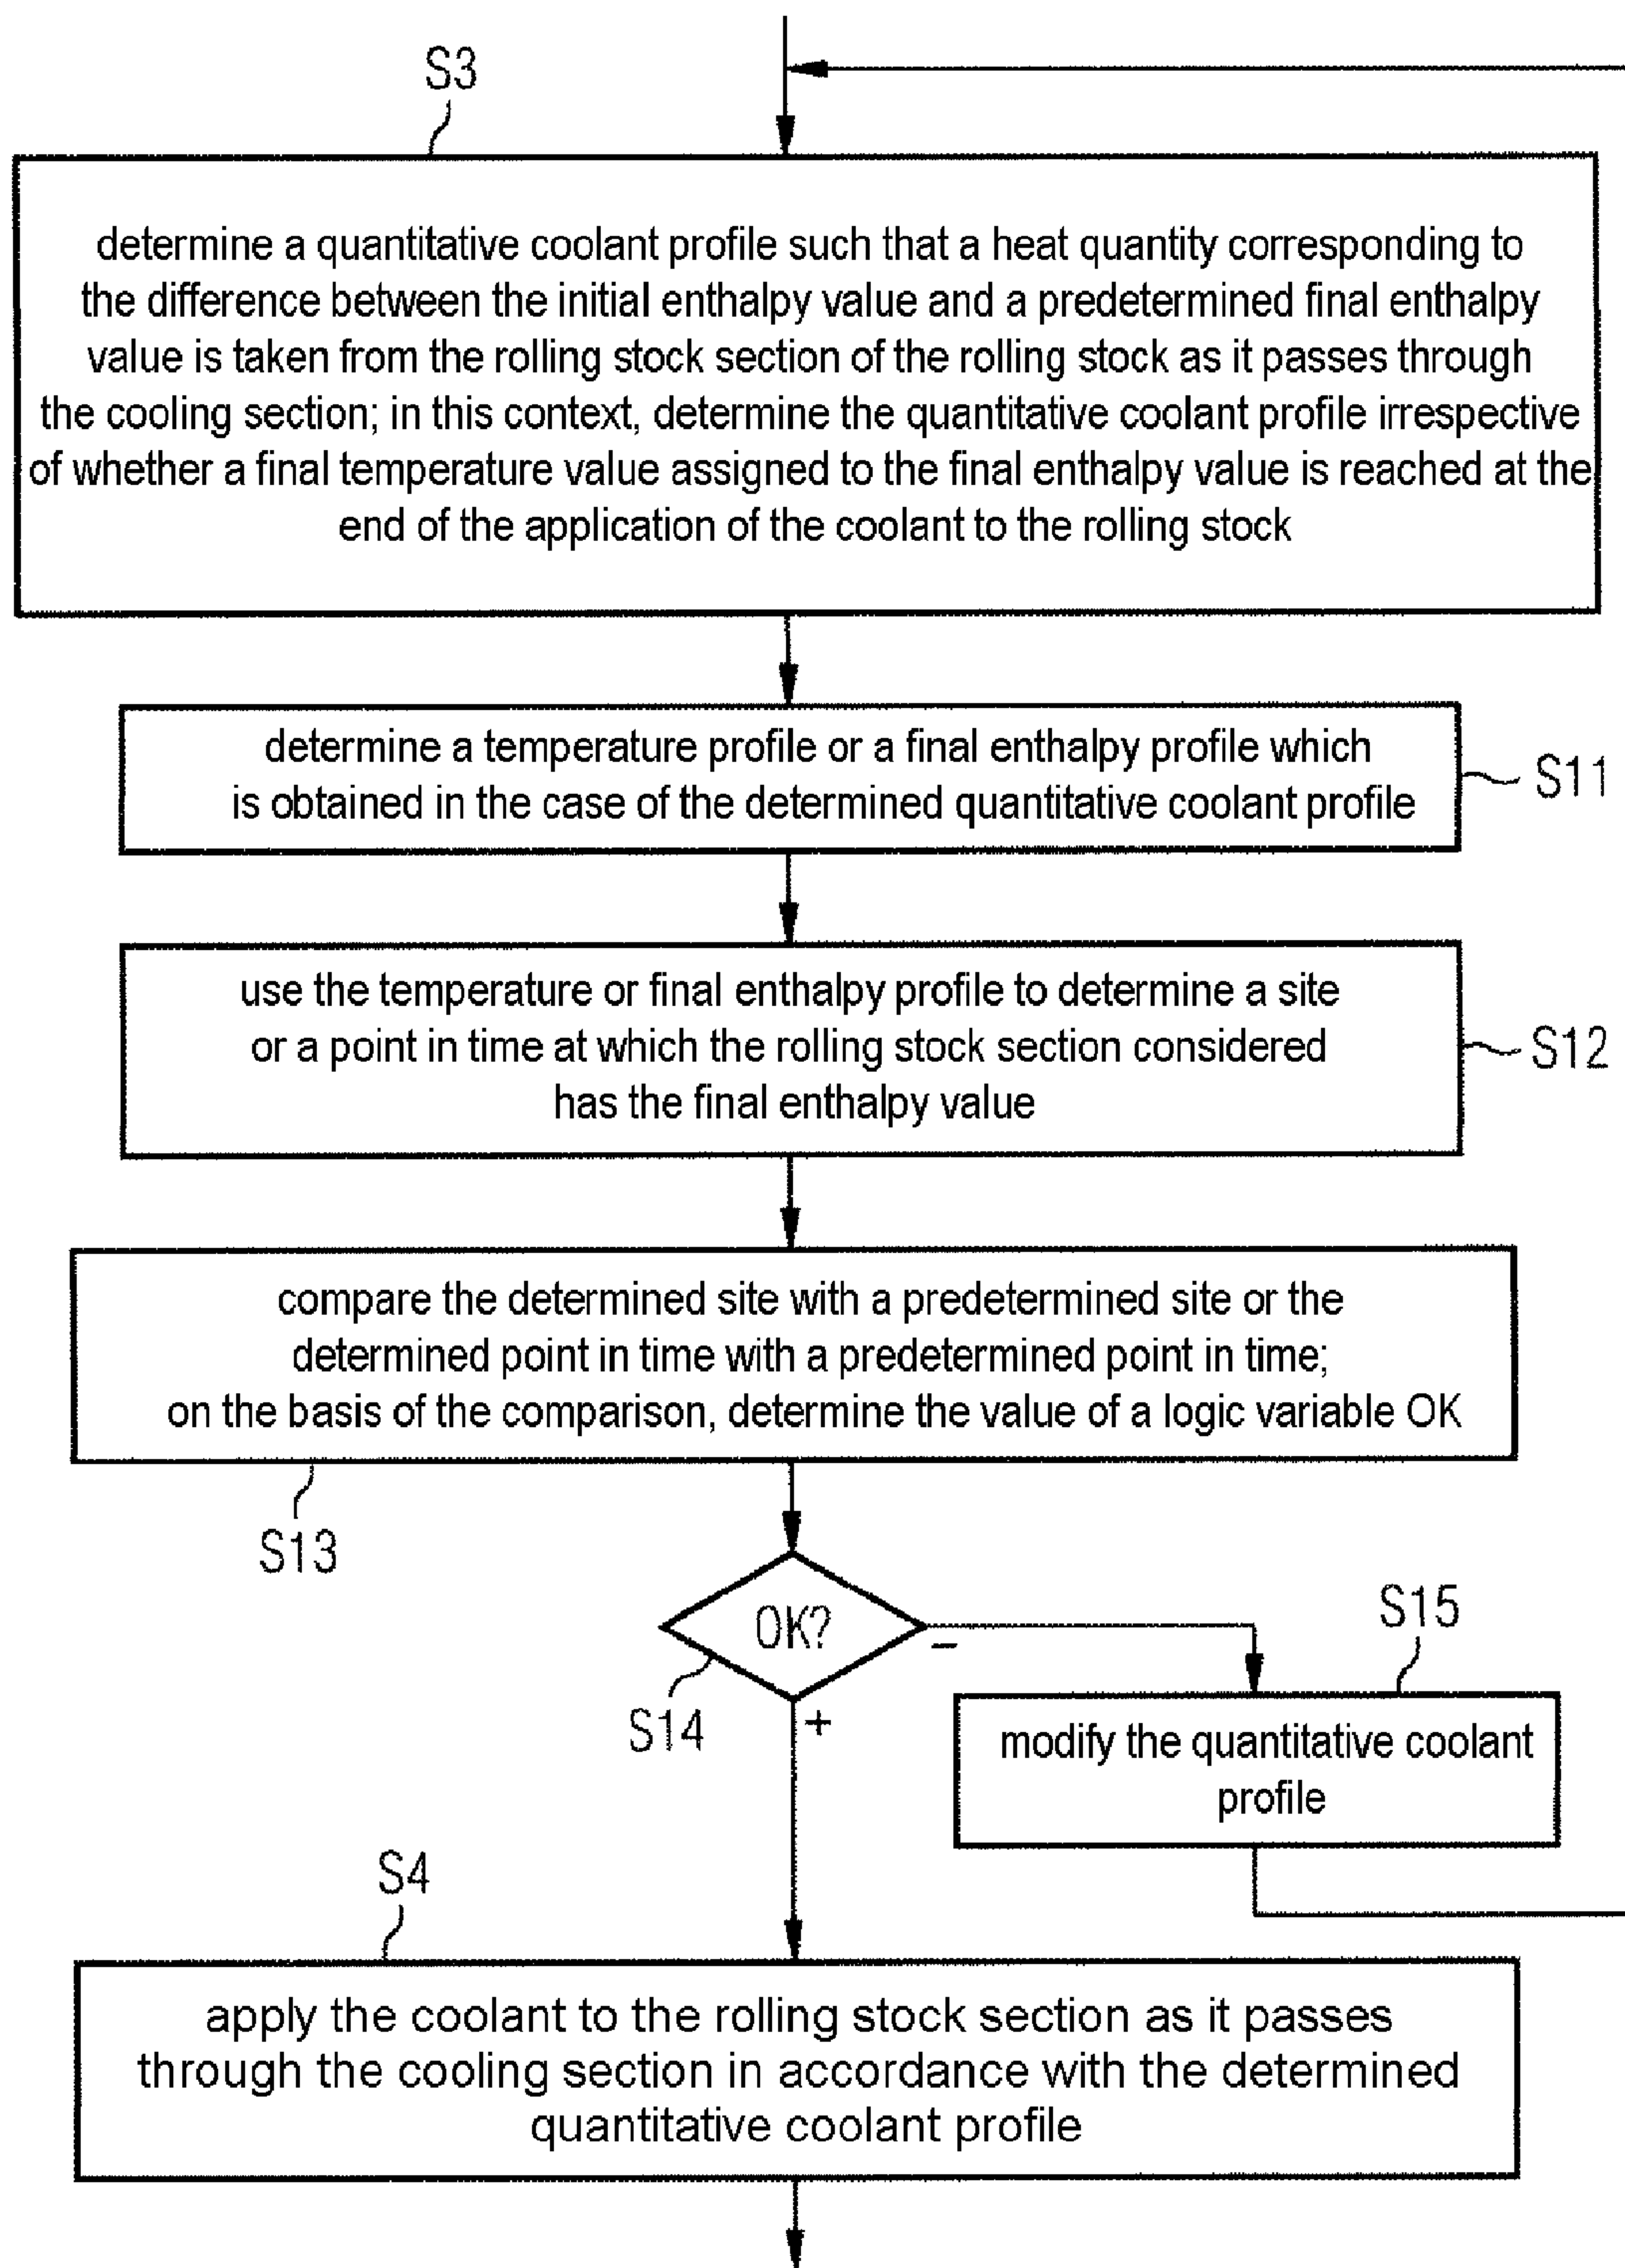 S3
determine a quantitative coolant profile such that a heat quantity corresponding to
the difference between the initial enthalpy value and a predetermined final enthalpy
value is taken from the rolling stock section of the rolling stock as it passes through
the cooling section; in this context, determine the quantitative coolant profile irrespective
of whether a final temperature value assigned to the final enthalpy value is reached at the
end of the application of the coolant to the rolling stock
determine a temperature profile or a final enthalpy profile which
is obtained in the case of the determined quantitative coolant profile
S11
use the temperature or final enthalpy profile to determine a site
or a point in time at which the rolling stock section considered
has the final enthalpy value
S12
compare the determined site with a predetermined site or the
determined point in time with a predetermined point in time;
on the basis of the comparison, determine the value of a logic variable OK
S13
OK?
–
S14
+
S15
modify the quantitative coolant
profile
S4
apply the coolant to the rolling stock section as it passes
through the cooling section in accordance with the determined
quantitative coolant profile